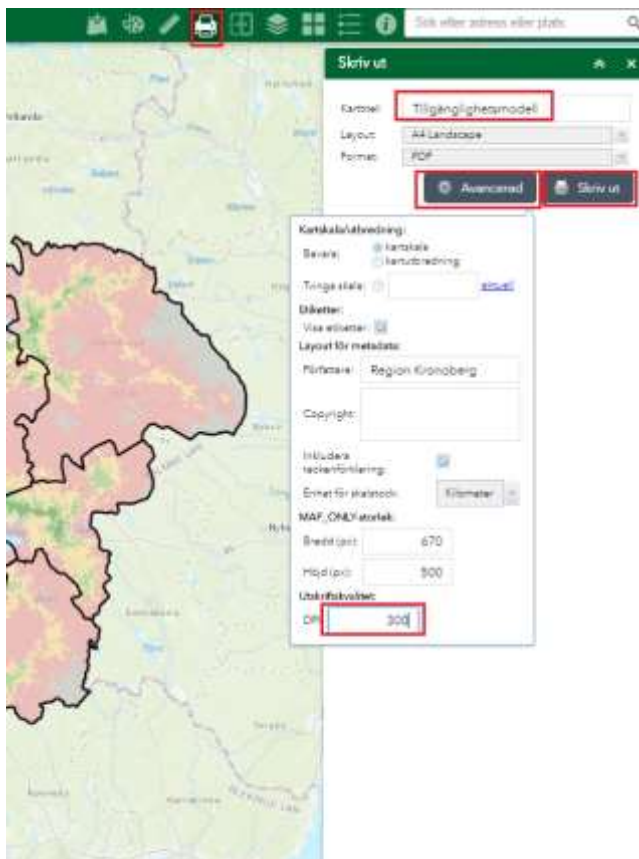 Sök efter adress eller plats
Skriv ut
Karttitel: Tillgänglighetsmodell
Layout: A4 Landscape
Format: PDF
Avancerad Skriv ut
Kartskala/utbredning:
Bevara: kartskala
kartutbredning
Tvinga skala: aktuell
Etiketter:
Visa etiketter:
Layout för metadata:
Författare: Region Kronoberg
Copyright:
Inkludera
teckenförklaring:
Enhet för skalstock: Kilometer
MAP_ONLY-storlek:
Bredd (px): 670
Höjd (px): 500
Utskriftskvalitet:
DPI 300